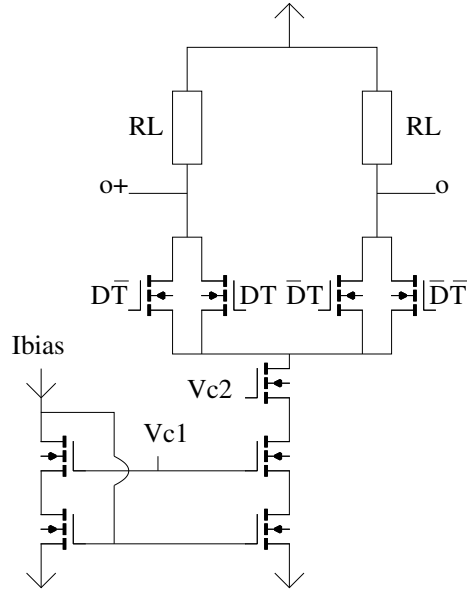 RL RL
o+ o
DT̅ DT D̅T D̅T̅
Ibias
Vc2
Vc1